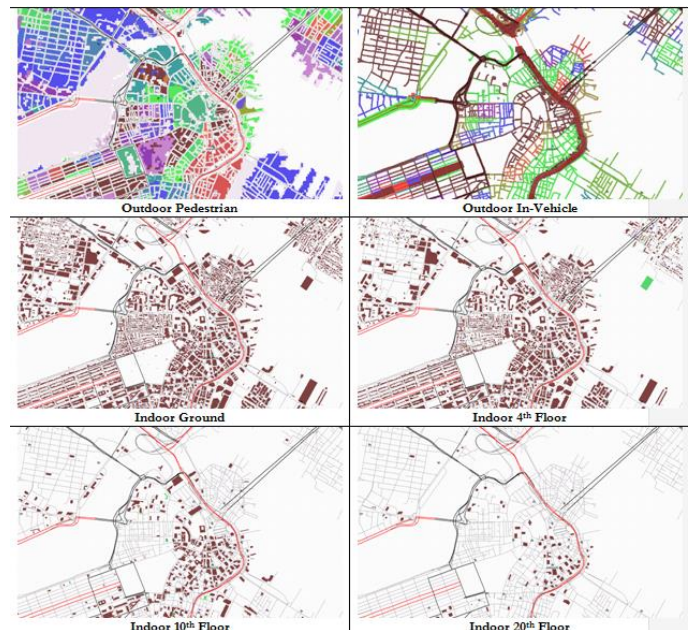 Outdoor Pedestrian
Outdoor In-Vehicle
Indoor Ground
Indoor 4th Floor
Indoor 10th Floor
Indoor 20th Floor